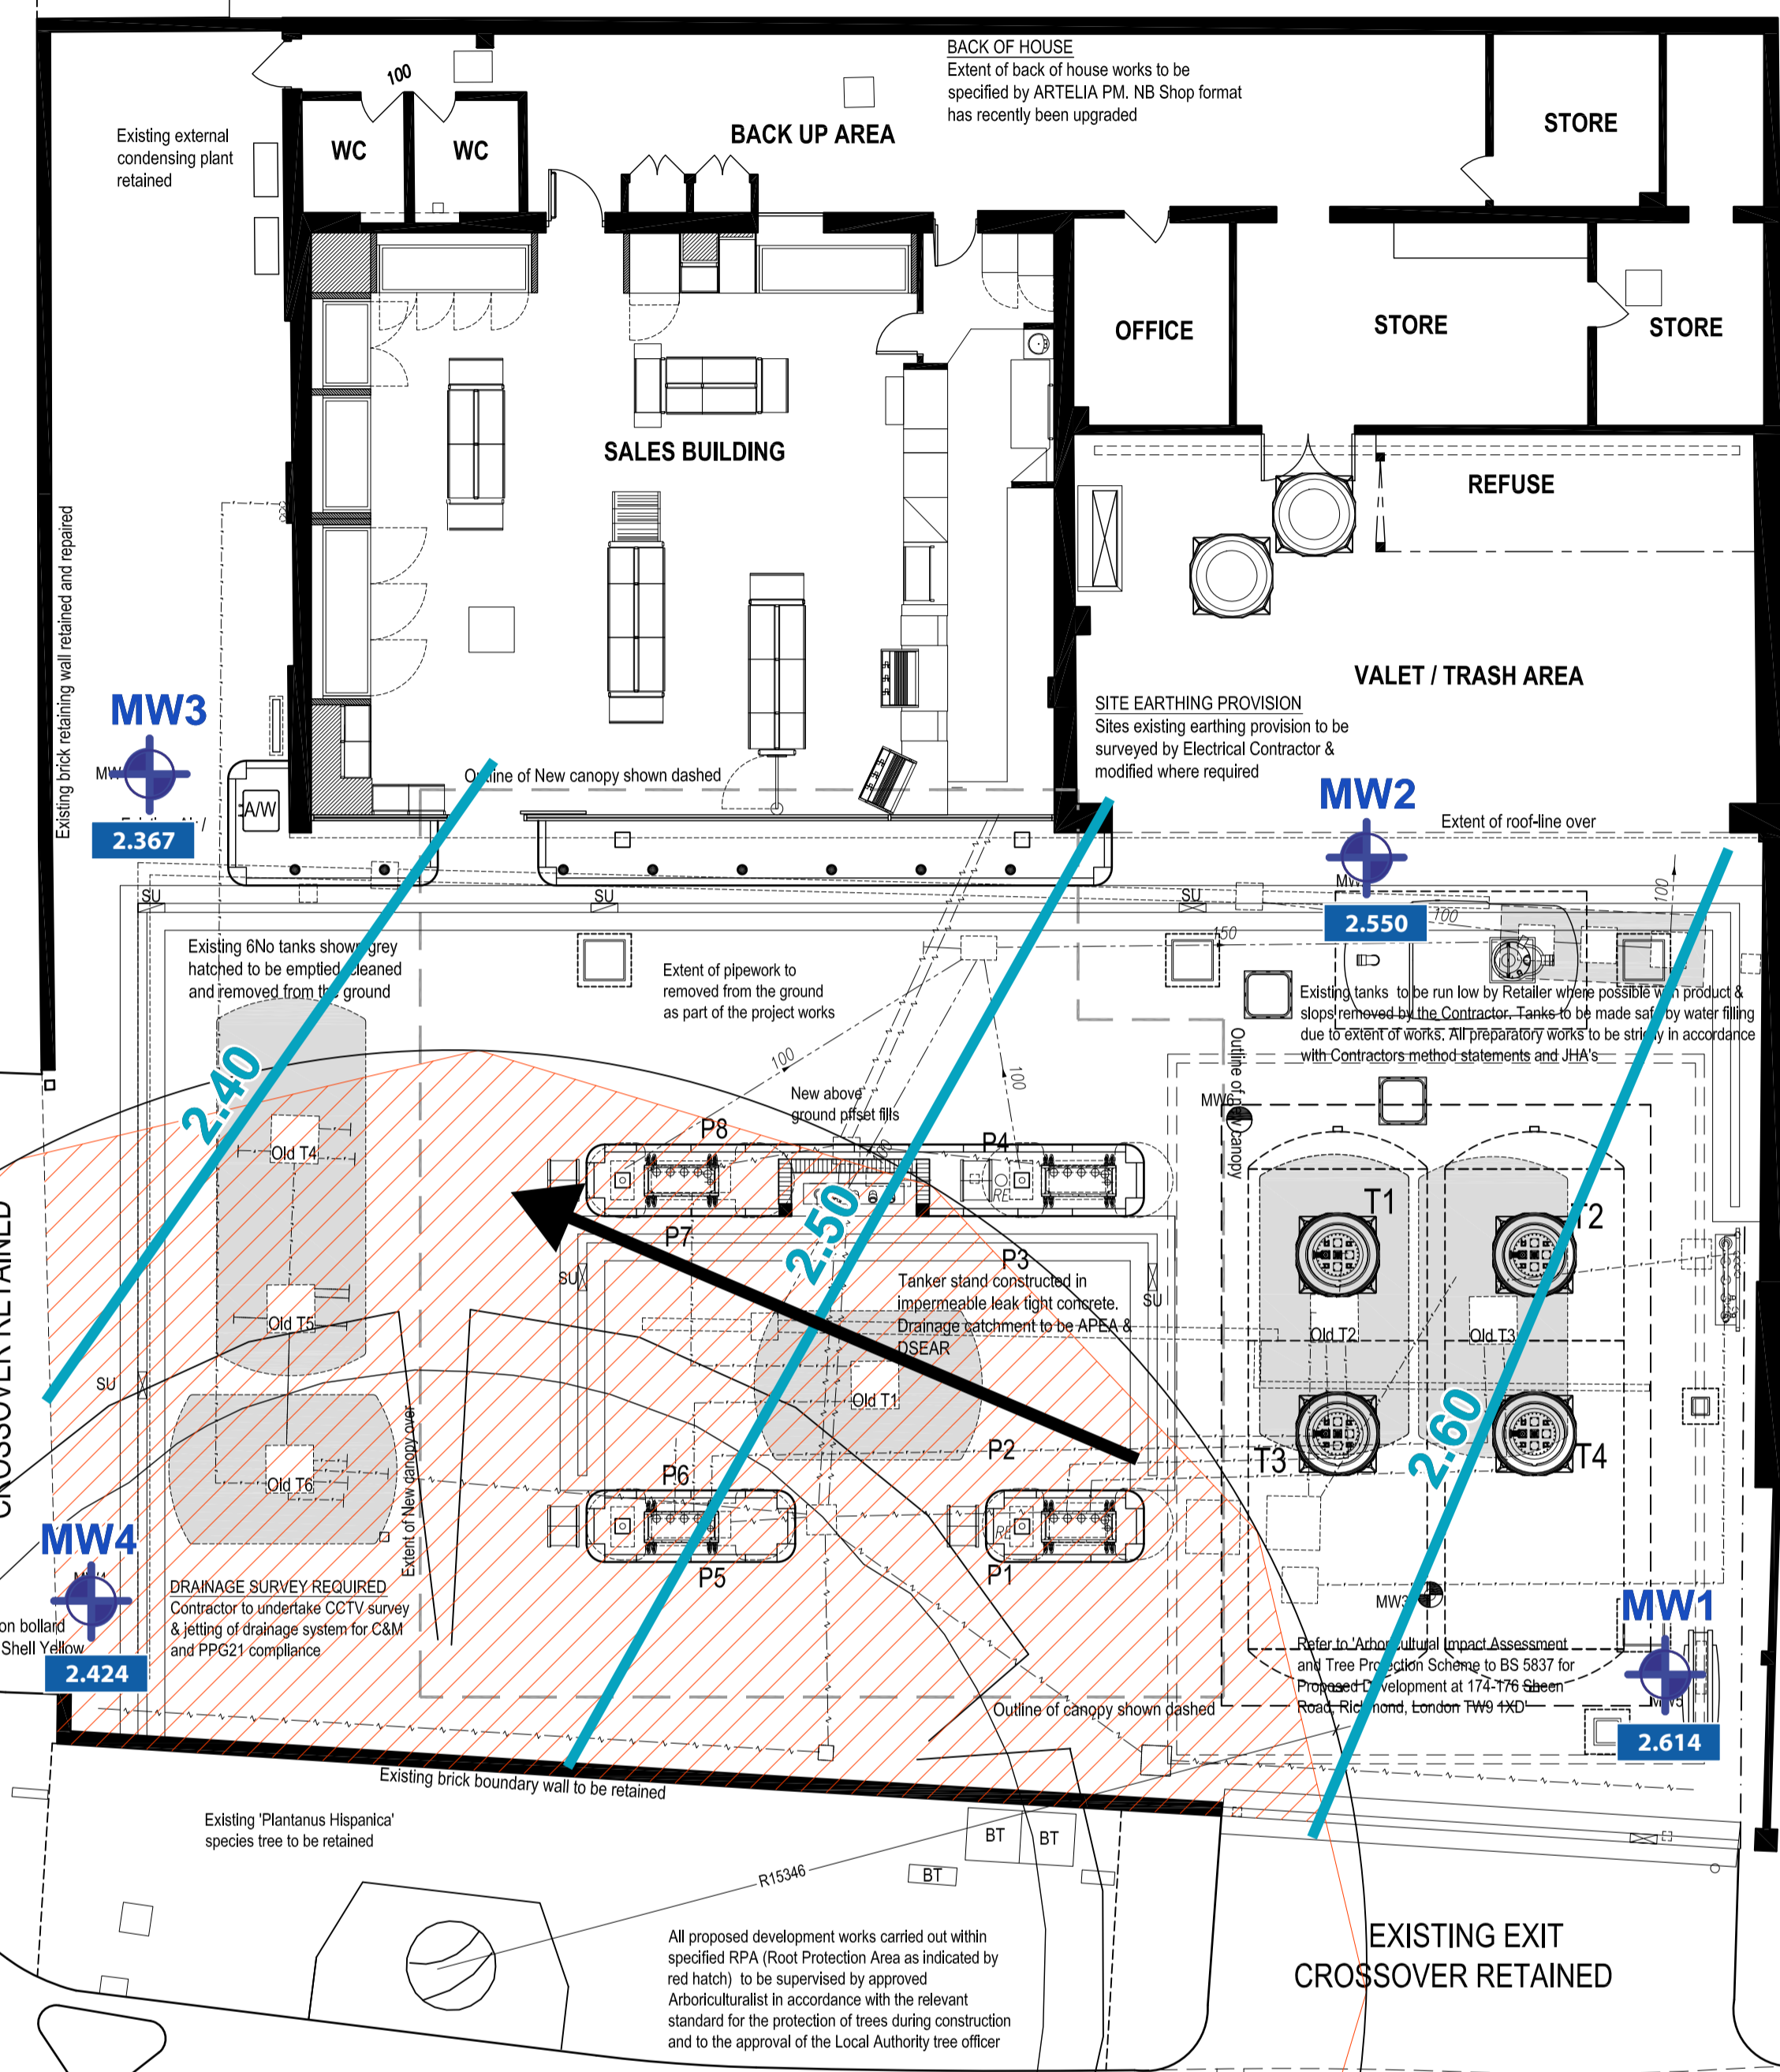 BACK OF HOUSE
Extent of back of house works to be
specified by ARTELIA PM. NB Shop format
has recently been upgraded
100
Existing external
condensing plant
retained
WC
WC
BACK UP AREA
STORE
OFFICE
STORE
STORE
SALES BUILDING
REFUSE
Existing brick retaining wall retained and repaired
VALET / TRASH AREA
SITE EARTHING PROVISION
Sites existing earthing provision to be
surveyed by Electrical Contractor &
modified where required
MW3
2.367
A/W
Outline of New canopy shown dashed
MW2
2.550
Extent of roof-line over
SU
SU
SU
100
100
150
Existing 6No tanks shown grey
hatched to be emptied, cleaned
and removed from the ground
Extent of pipework to
removed from the ground
as part of the project works
Existing tanks to be run low by Retailer where possible with product &
slops removed by the Contractor. Tanks to be made safe by water filling
due to extent of works. All preparatory works to be strictly in accordance
with Contractors method statements and JHA's
Outline of new canopy
2.40
100
100
New above
ground offset fills
MW6
P8
P4
RE
Old T4
T1
T2
2.50
P7
P3
SU
SU
Tanker stand constructed in
impermeable leak tight concrete.
Drainage catchment to be APEA &
DSEAR
Old T5
Old T2
Old T3
CROSSOVER RETAINED
SU
Old T1
Extent of New canopy over
2.60
P2
P6
T3
T4
Old T6
RE
P5
P1
MW4
2.424
on bollard
Shell Yellow
DRAINAGE SURVEY REQUIRED
Contractor to undertake CCTV survey
& jetting of drainage system for C&M
and PPG21 compliance
MW3
MW1
MW5
2.614
Refer to 'Arboricultural Impact Assessment
and Tree Protection Scheme to BS 5837 for
Proposed Development at 174-176 Sheen
Road, Richmond, London TW9 1XD'
Outline of canopy shown dashed
Existing brick boundary wall to be retained
Existing 'Plantanus Hispanica'
species tree to be retained
BT
BT
BT
R15346
All proposed development works carried out within
specified RPA (Root Protection Area as indicated by
red hatch) to be supervised by approved
Arboriculturalist in accordance with the relevant
standard for the protection of trees during construction
and to the approval of the Local Authority tree officer
EXISTING EXIT
CROSSOVER RETAINED